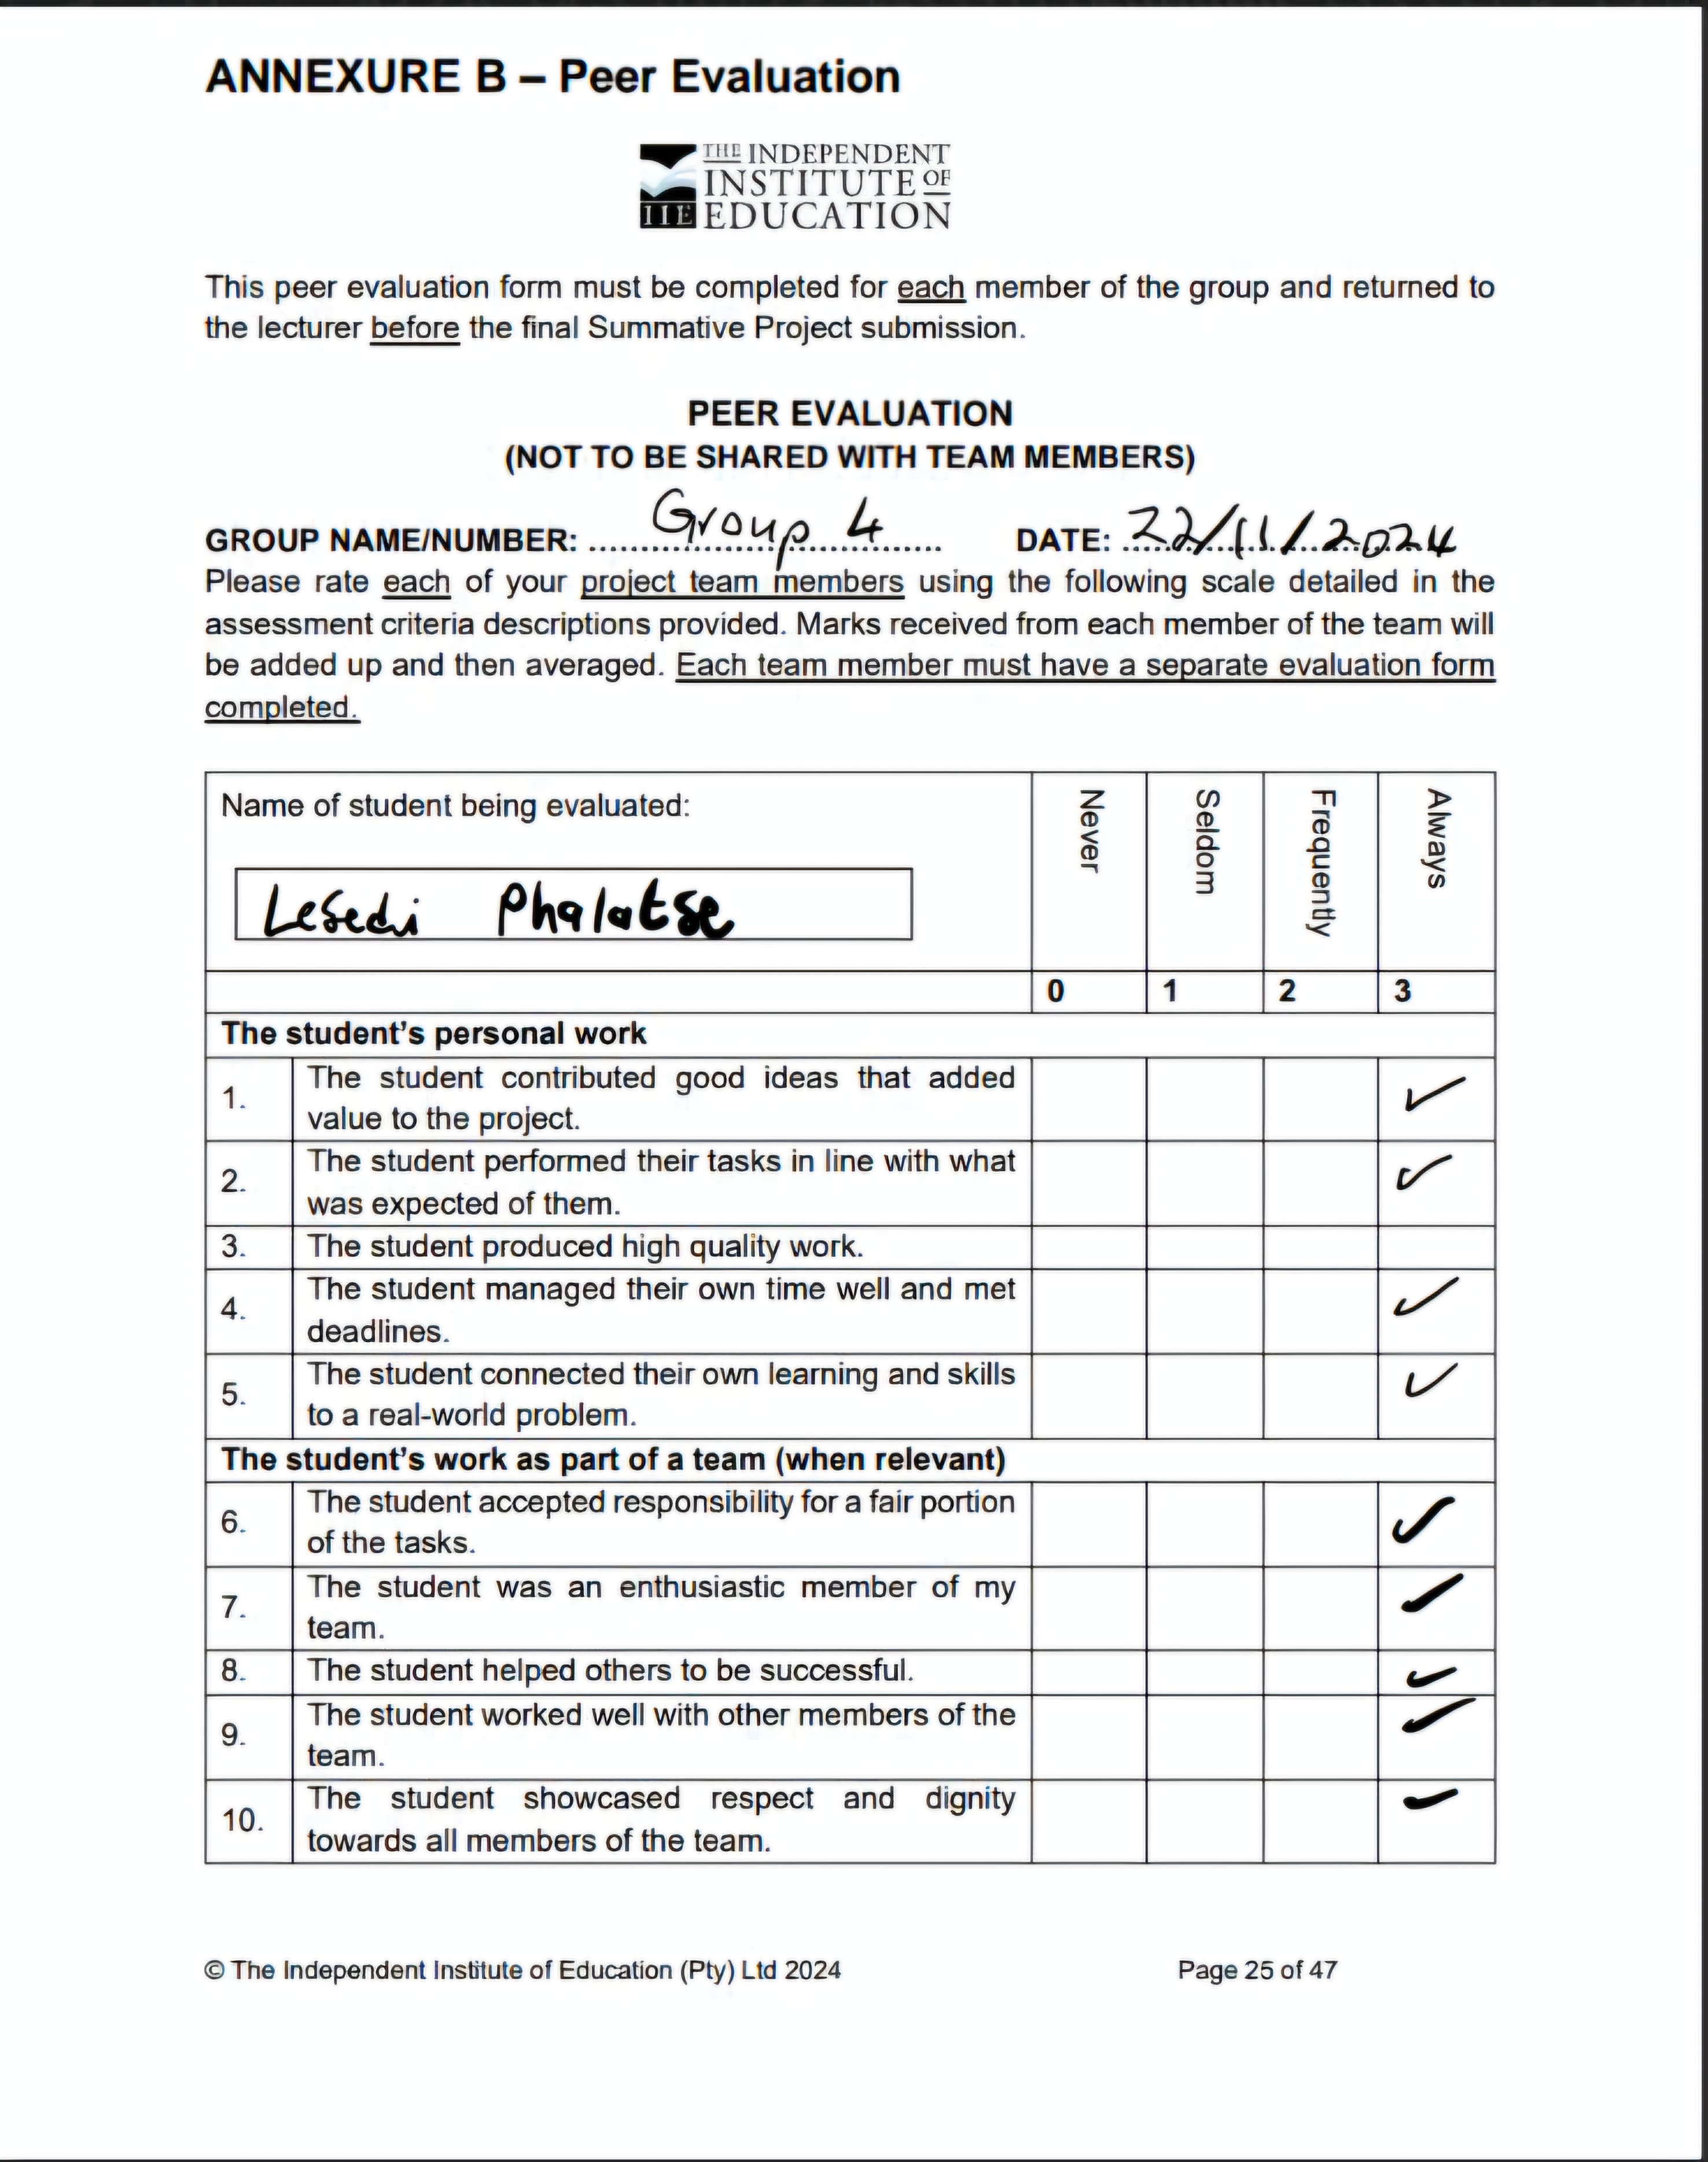 ANNEXURE B – Peer Evaluation
THE INDEPENDENT
INSTITUTE OF
IIE EDUCATION
This peer evaluation form must be completed for each member of the group and returned to
the lecturer before the final Summative Project submission.
PEER EVALUATION
(NOT TO BE SHARED WITH TEAM MEMBERS)
GROUP NAME/NUMBER: Group 4 DATE: 22/11/2024
Please rate each of your project team members using the following scale detailed in the
assessment criteria descriptions provided. Marks received from each member of the team will
be added up and then averaged. Each team member must have a separate evaluation form
completed.
Name of student being evaluated:
Lesedi Phalatse
Never
Seldom
Frequently
Always
0 1 2 3
The student's personal work
1. The student contributed good ideas that added
value to the project. ✓
2. The student performed their tasks in line with what
was expected of them. ✓
3. The student produced high quality work.
4. The student managed their own time well and met
deadlines. ✓
5. The student connected their own learning and skills
to a real-world problem. ✓
The student's work as part of a team (when relevant)
6. The student accepted responsibility for a fair portion
of the tasks. ✓
7. The student was an enthusiastic member of my
team. ✓
8. The student helped others to be successful. ✓
9. The student worked well with other members of the
team. ✓
10. The student showcased respect and dignity
towards all members of the team. ✓
© The Independent Institute of Education (Pty) Ltd 2024 Page 25 of 47